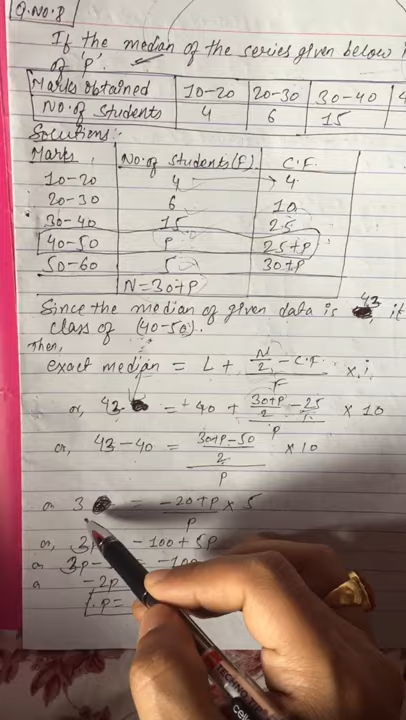 Q.No.8
If the median of the series given below
of 'p'.
Marks obtained 10-20 20-30 30-40
No. of students 4 6 15
Solutions:-
Marks No. of students (F) C.F.
10-20 4 → 4
20-30 6 10
30-40 15 25
40-50 p 25+p
50-60 5 30+p
N=30+p
Since the median of given data is 43, it
class of (40-50).
Then,
exact median = L + N/2 - C.F / F × i
or, 43 = 40 + 30+p/2 - 25 / p × 10
or, 43-40 = 30+p-50 / 2 / p × 10
or 3 = -20+p / p × 5
or, 3p -100+5p
or 3p- = -100
or -2p
p=